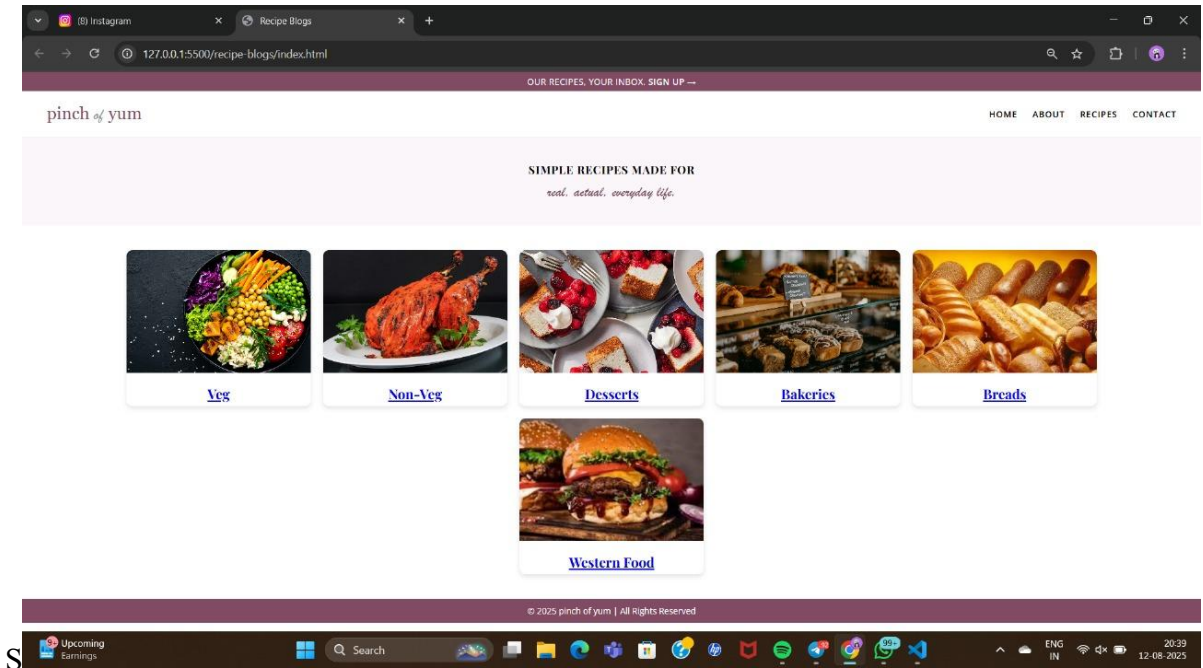 (8) Instagram
Recipe Blogs
127.0.0.1:5500/recipe-blogs/index.html
OUR RECIPES, YOUR INBOX. SIGN UP →
pinch of yum
HOME ABOUT RECIPES CONTACT
SIMPLE RECIPES MADE FOR
real. actual. everyday life.
Veg
Non-Veg
Desserts
Bakeries
Breads
Western Food
© 2025 pinch of yum | All Rights Reserved
S
9+
Upcoming
Earnings
Search
99+
ENG
IN
20:39
12-08-2025